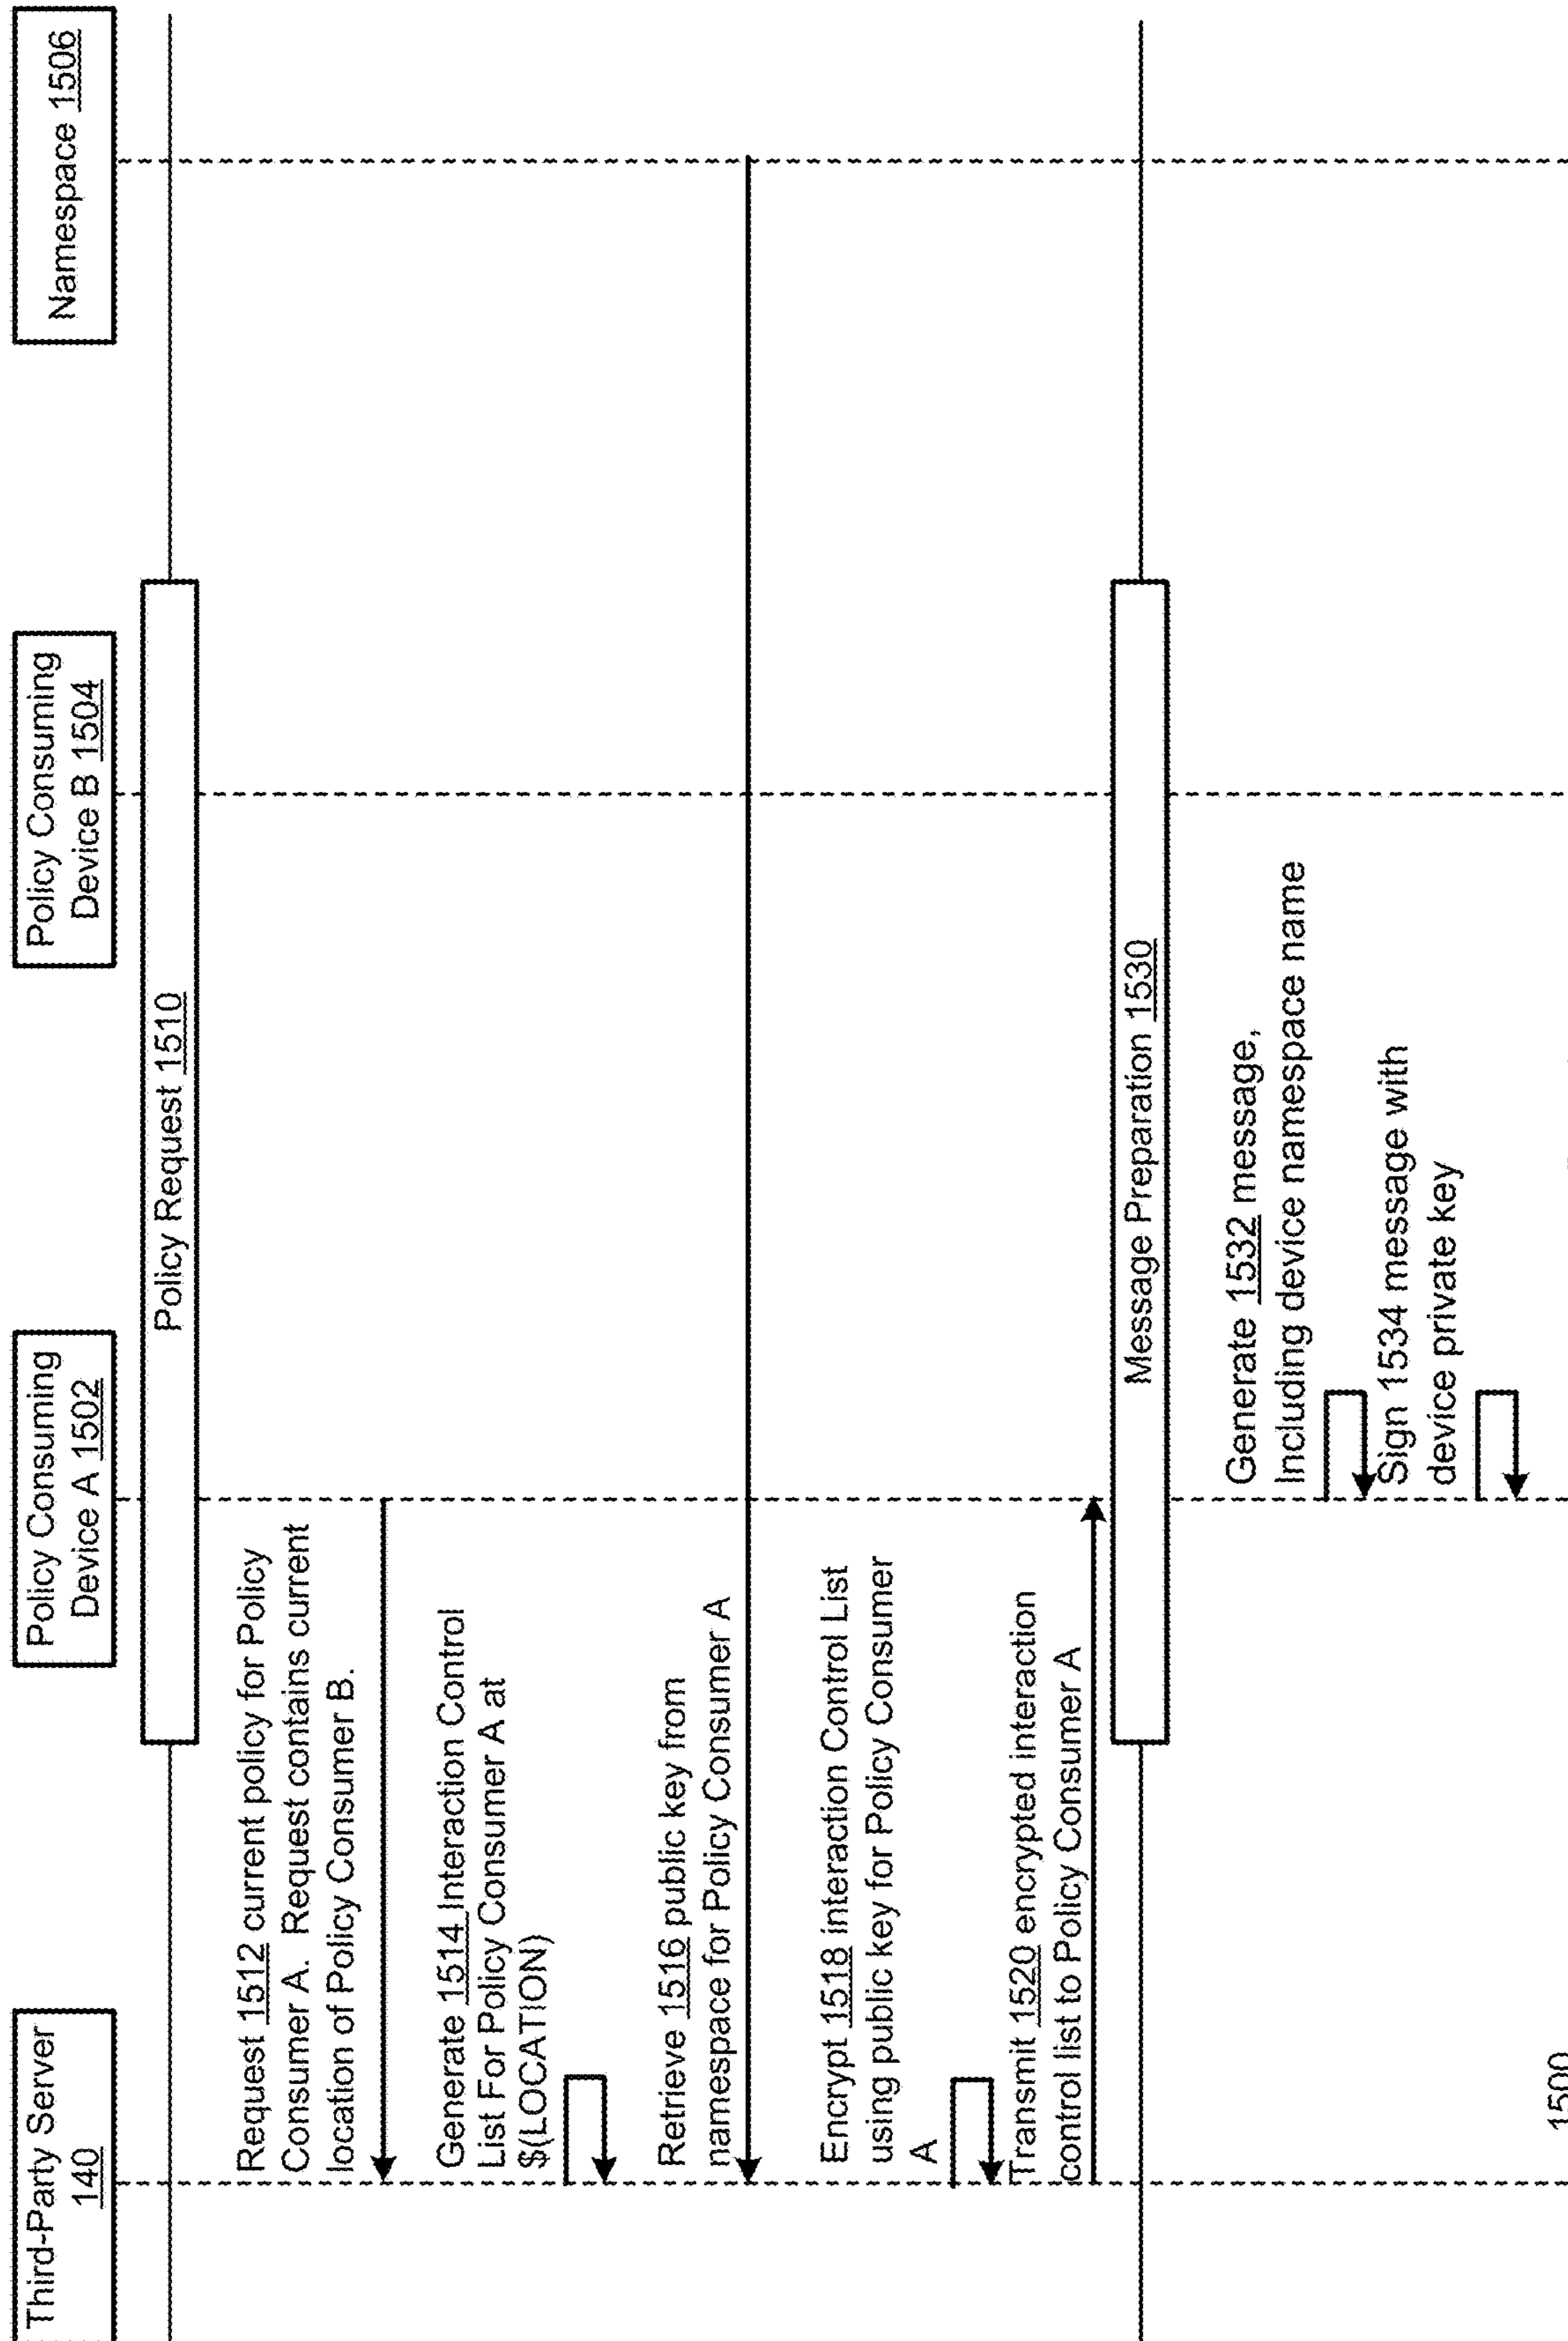 Third-Party Server
140
Policy Consuming
Device A 1502
Policy Consuming
Device B 1504
Namespace 1506
Policy Request 1510
Request 1512 current policy for Policy
Consumer A. Request contains current
location of Policy Consumer B.
Generate 1514 Interaction Control
List For Policy Consumer A at
$(LOCATION)
Retrieve 1516 public key from
namespace for Policy Consumer A
Encrypt 1518 interaction Control List
using public key for Policy Consumer
A
Transmit 1520 encrypted interaction
control list to Policy Consumer A
Message Preparation 1530
Generate 1532 message,
Including device namespace name
Sign 1534 message with
device private key
1500